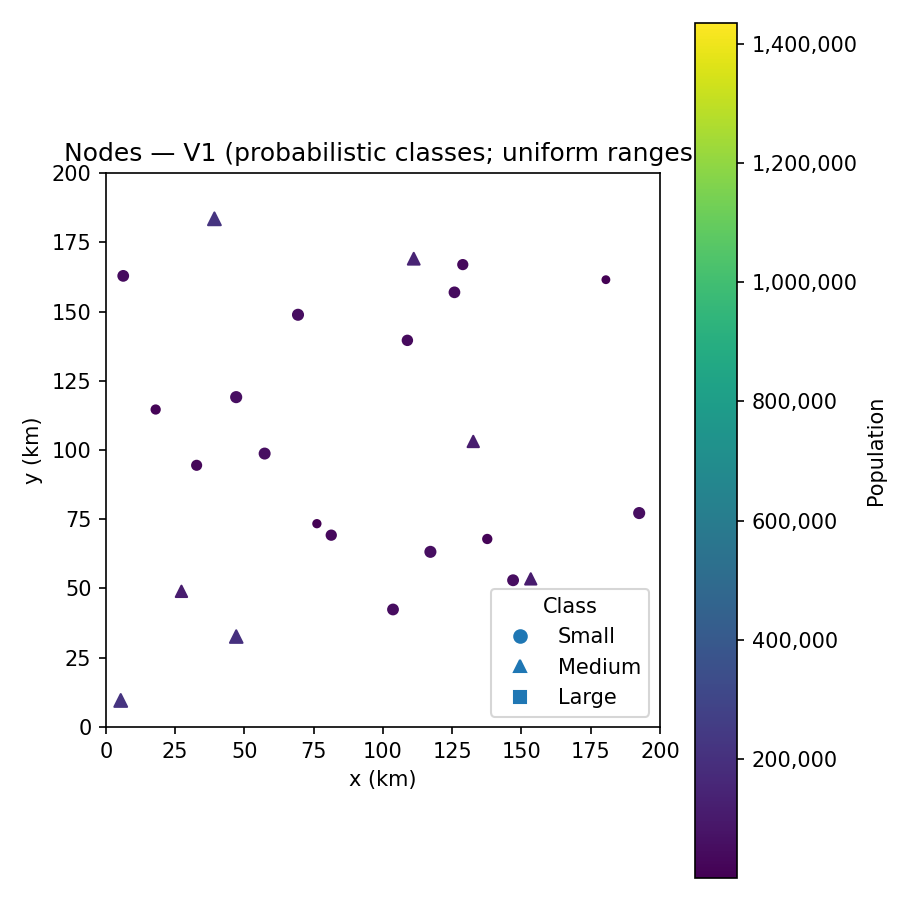 Nodes — V1 (probabilistic classes; uniform ranges
200
175
150
125
100
75
50
25
0
y (km)
0 25 50 75 100 125 150 175 200
x (km)
Class
Small
Medium
Large
1,400,000
1,200,000
1,000,000
800,000
600,000
400,000
200,000
Population